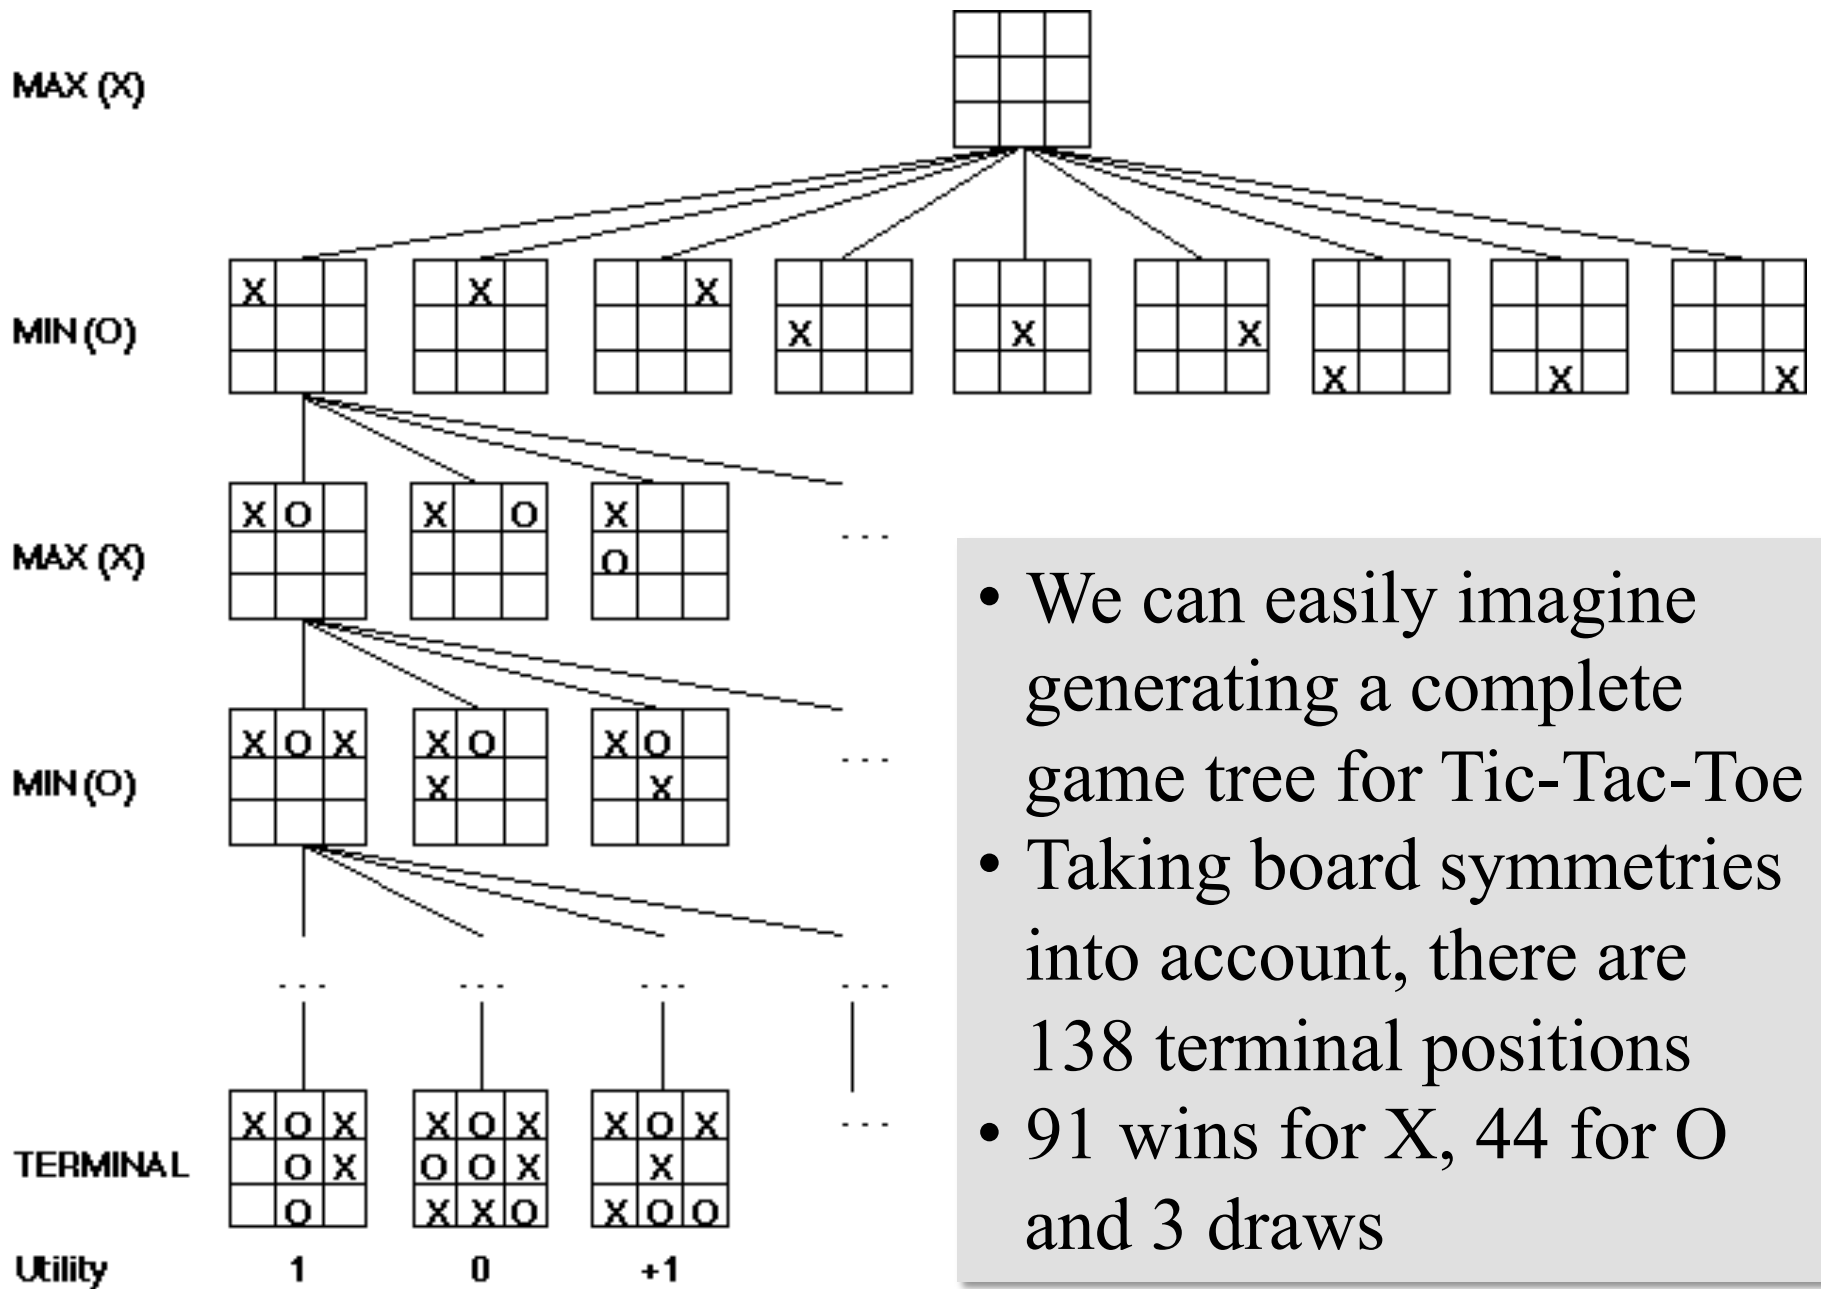 MAX (X)
X X X X X X X X X
MIN (O)
X O X O X
O
MAX (X)
...
X O X X O X O
X X
MIN (O)
...
... ... ... ...
X O X X O X X O X
O X O O X X
O X X O X O O
TERMINAL
...
Utility 1 0 +1
• We can easily imagine
generating a complete
game tree for Tic-Tac-Toe
• Taking board symmetries
into account, there are
138 terminal positions
• 91 wins for X, 44 for O
and 3 draws